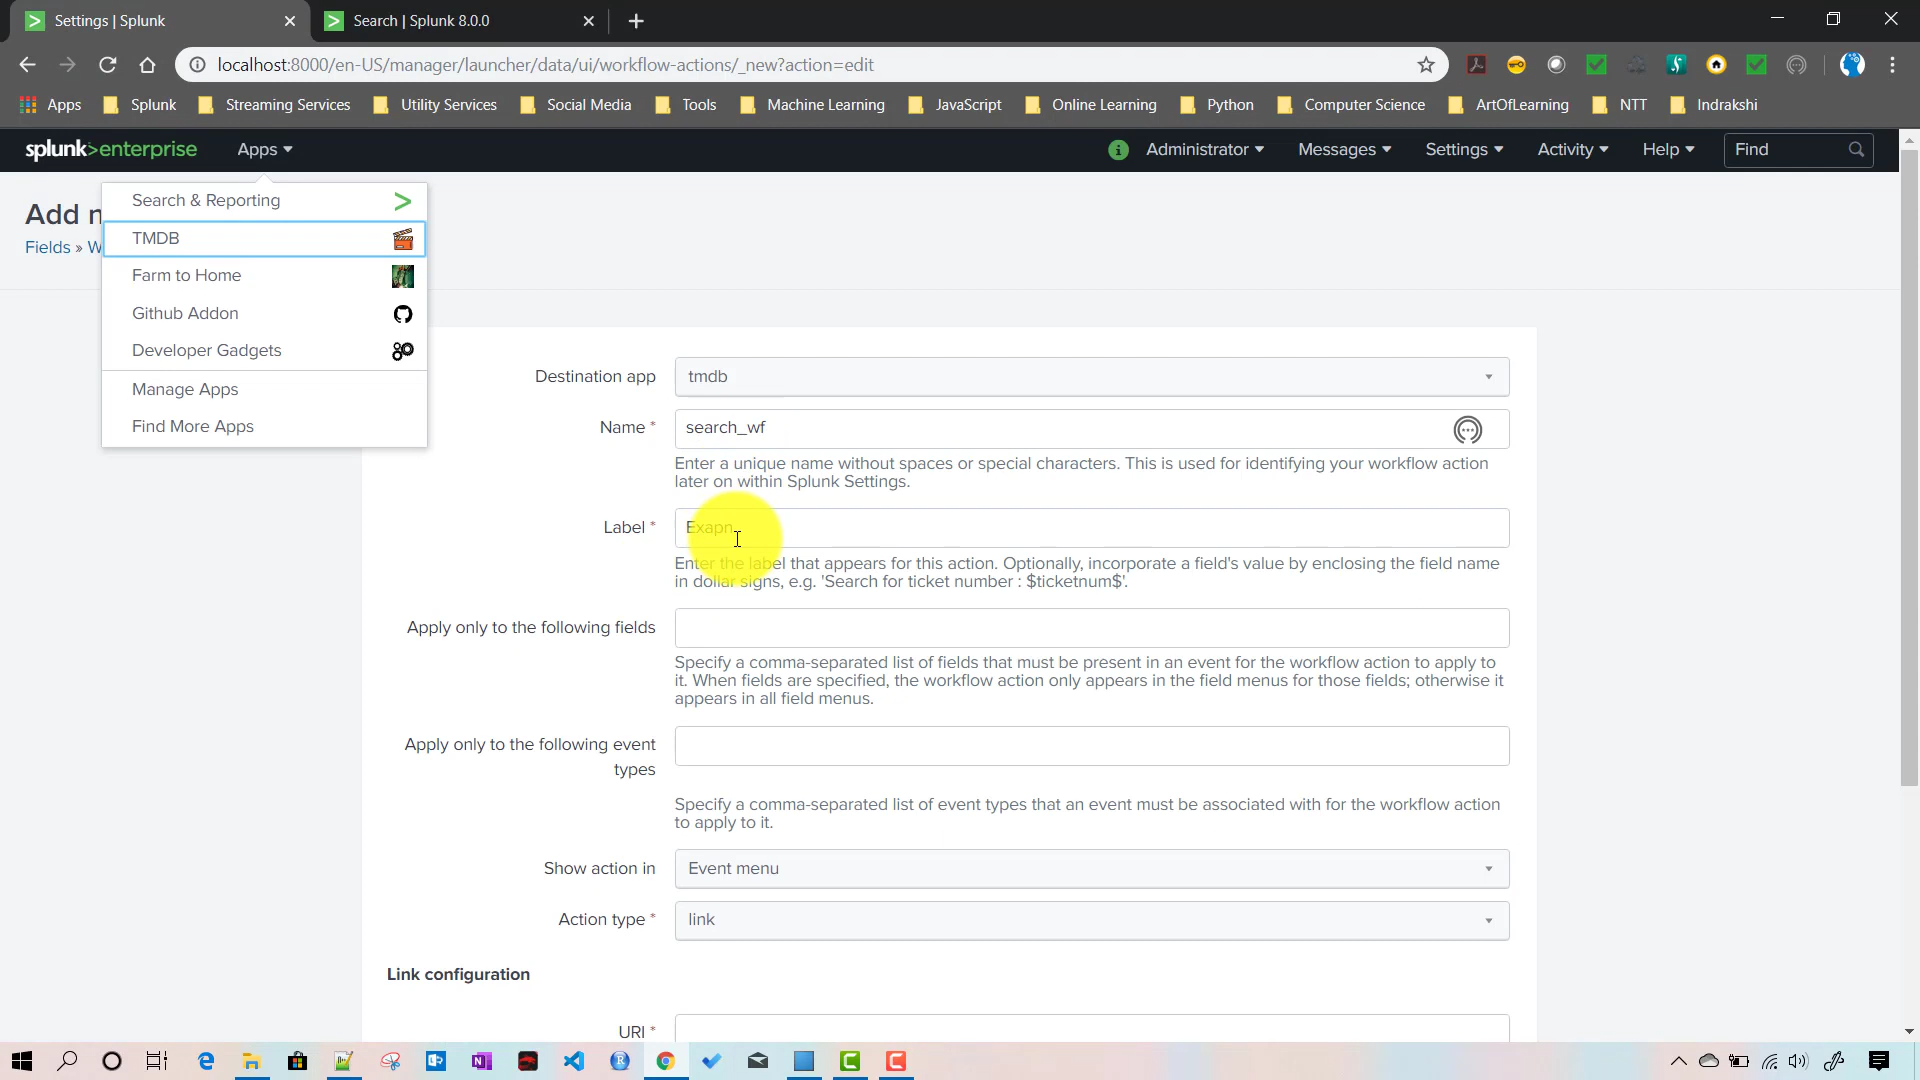 Settings | Splunk
Search | Splunk 8.0.0
localhost:8000/en-US/manager/launcher/data/ui/workflow-actions/_new?action=edit
Apps Splunk Streaming Services Utility Services Social Media Tools Machine Learning JavaScript Online Learning Python Computer Science ArtOfLearning NTT Indrakshi
splunk>enterprise Apps Administrator Messages Settings Activity Help Find
Search & Reporting
Add n
TMDB
Fields » W
Farm to Home
Github Addon
Developer Gadgets
Manage Apps
Find More Apps
Destination app tmdb
Name * search_wf
Enter a unique name without spaces or special characters. This is used for identifying your workflow action
later on within Splunk Settings.
Label * Exapn
Enter the label that appears for this action. Optionally, incorporate a field's value by enclosing the field name
in dollar signs, e.g. 'Search for ticket number : $ticketnum$'.
Apply only to the following fields
Specify a comma-separated list of fields that must be present in an event for the workflow action to apply to
it. When fields are specified, the workflow action only appears in the field menus for those fields; otherwise it
appears in all field menus.
Apply only to the following event
types
Specify a comma-separated list of event types that an event must be associated with for the workflow action
to apply to it.
Show action in Event menu
Action type * link
Link configuration
URI *